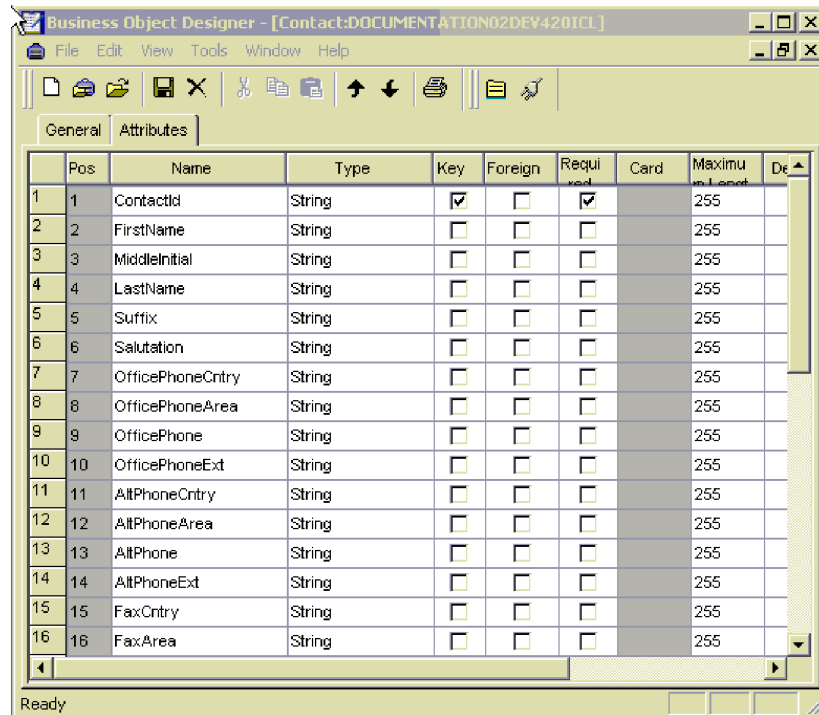 Business Object Designer - [Contact:DOCUMENTATION02DEV420ICL]
File Edit View Tools Window Help
General Attributes
Pos Name Type Key Foreign Requi Card Maximu De
1 1 ContactId String 255
2 2 FirstName String 255
3 3 MiddleInitial String 255
4 4 LastName String 255
5 5 Suffix String 255
6 6 Salutation String 255
7 7 OfficePhoneCntry String 255
8 8 OfficePhoneArea String 255
9 9 OfficePhone String 255
10 10 OfficePhoneExt String 255
11 11 AltPhoneCntry String 255
12 12 AltPhoneArea String 255
13 13 AltPhone String 255
14 14 AltPhoneExt String 255
15 15 FaxCntry String 255
16 16 FaxArea String 255
Ready